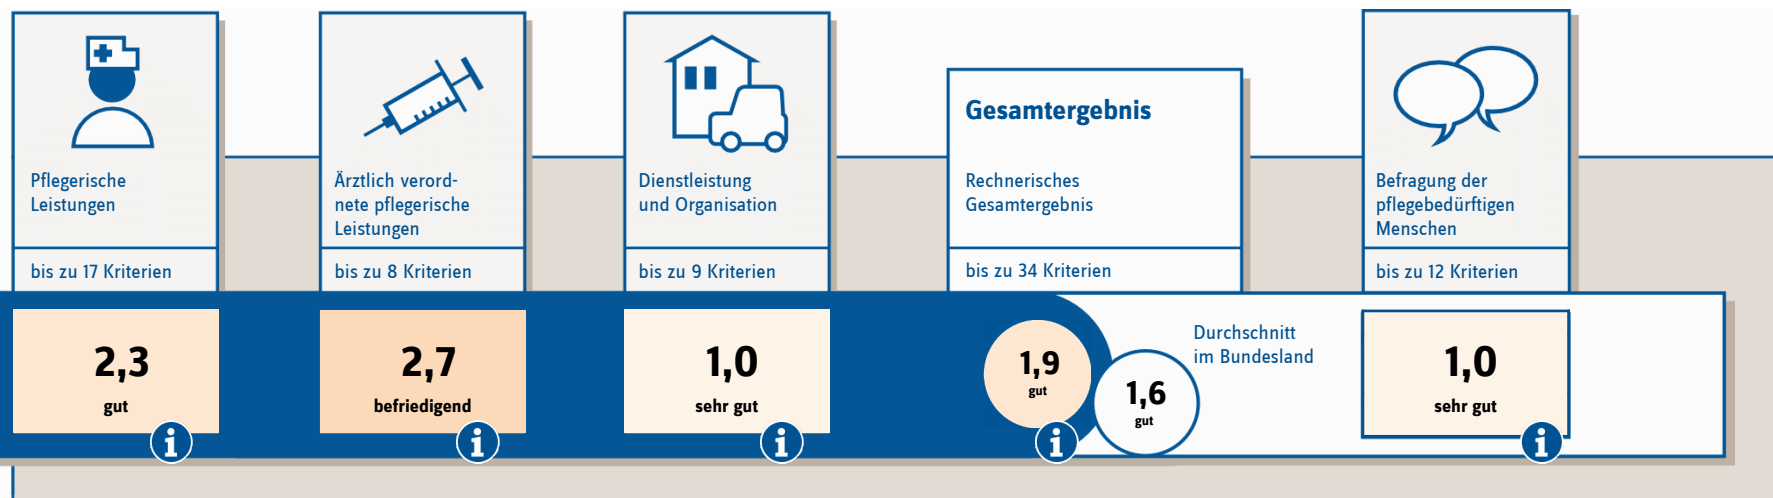 Pflegerische
Leistungen
bis zu 17 Kriterien
2,3
gut
i
Ärztlich verord-
nete pflegerische
Leistungen
bis zu 8 Kriterien
2,7
befriedigend
i
Dienstleistung
und Organisation
bis zu 9 Kriterien
1,0
sehr gut
i
Gesamtergebnis
Rechnerisches
Gesamtergebnis
bis zu 34 Kriterien
1,9
gut
i
Durchschnitt
im Bundesland
1,6
gut
Befragung der
pflegebedürftigen
Menschen
bis zu 12 Kriterien
1,0
sehr gut
i